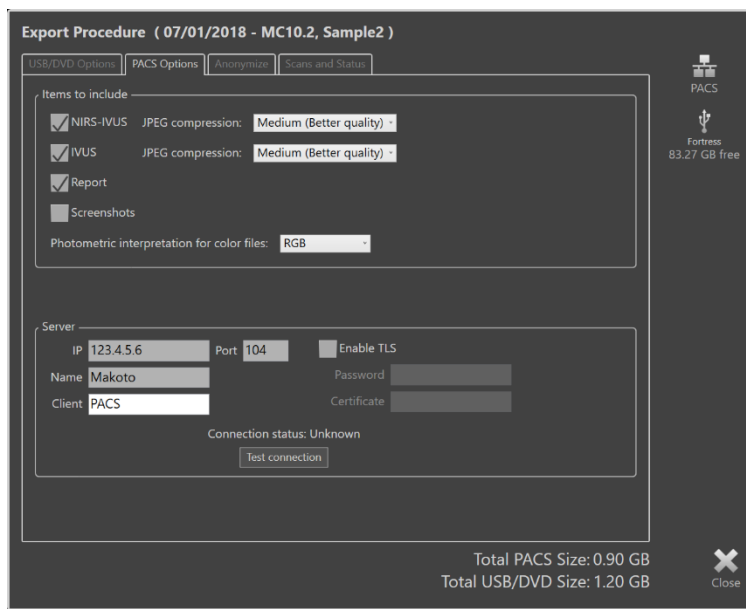 Export Procedure ( 07/01/2018 - MC10.2, Sample2 )
USB/DVD Options PACS Options Anonymize Scans and Status
PACS
Fortress
83.27 GB free
Items to include
NIRS-IVUS JPEG compression: Medium (Better quality)
IVUS JPEG compression: Medium (Better quality)
Report
Screenshots
Photometric interpretation for color files: RGB
Server
IP 123.4.5.6 Port 104 Enable TLS
Name Makoto Password
Client PACS Certificate
Connection status: Unknown
Test connection
Total PACS Size: 0.90 GB
Total USB/DVD Size: 1.20 GB
Close